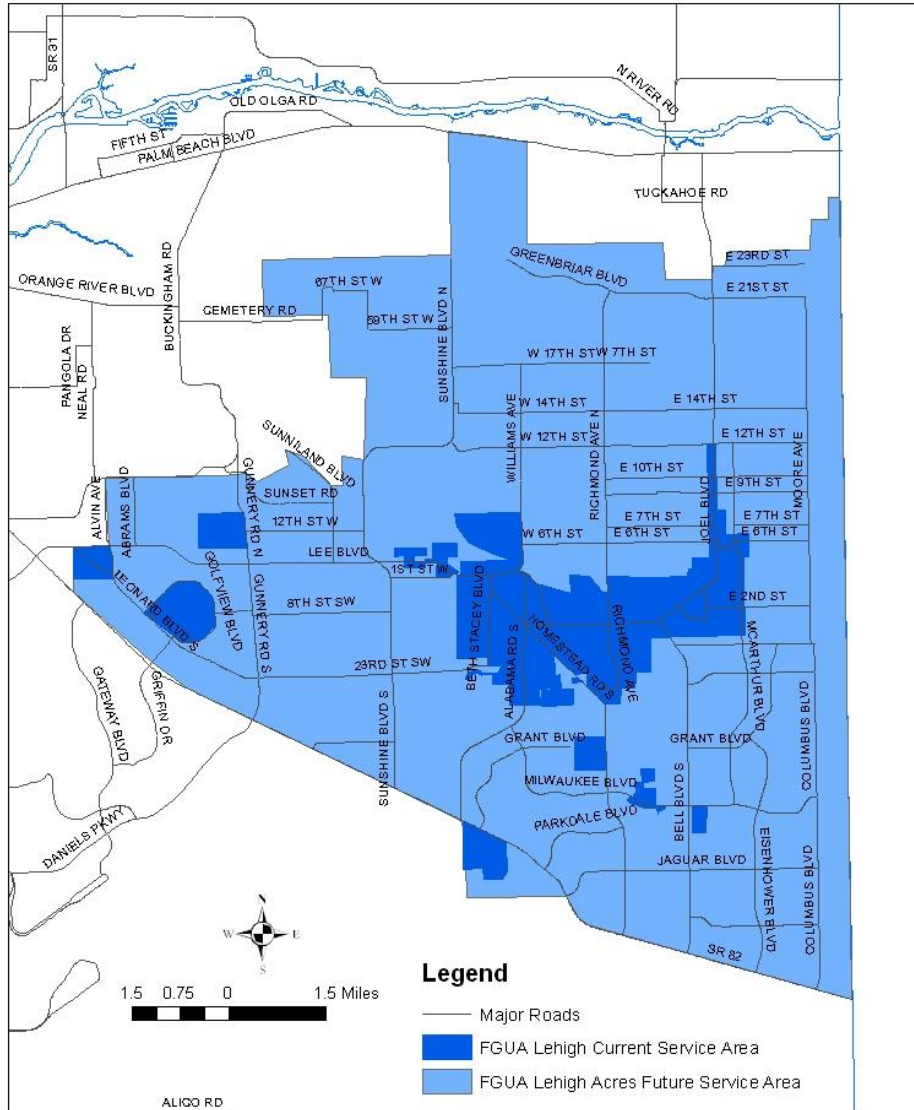 SR 31
N RIVER RD
OLD OLGA RD
FIFTH ST
PALM BEACH BLVD
TUCKAHOE RD
E 23RD ST
GREENBRIAR BLVD
67TH ST W
ORANGE RIVER BLVD
BUCKINGHAM RD
E 21ST ST
CEMETERY RD
59TH ST W
SUNSHINE BLVD N
PANGOLA DR
NEAL RD
W 17TH ST
W 7TH ST
W 14TH ST
E 14TH ST
WILLIAMS AVE
RICHMOND AVE N
W 12TH ST
E 12TH ST
SUNNILAND BLVD
MOORE AVE
E 10TH ST
E 9TH ST
ALVIN AVE
ABRAMS BLVD
GUNNERY RD N
SUNSET RD
12TH ST W
E 7TH ST
E 7TH ST
JOEL BLVD
W 6TH ST
E 6TH ST
E 6TH ST
LEE BLVD
1ST ST W
LEONARD BLVD S
GOLFVIEW BLVD
GUNNERY RD S
8TH ST SW
BETH STACEY BLVD
E 2ND ST
HOMESTEAD RD S
RICHMOND AVE
ALABAMA RD S
MCARTHUR BLVD
23RD ST SW
GATEWAY BLVD
GRIFFIN DR
SUNSHINE BLVD S
GRANT BLVD
GRANT BLVD
COLUMBUS BLVD
MILWAUKEE BLVD
BELL BLVD S
PARKDALE BLVD
DANIELS PKWY
JAGUAR BLVD
EISENHOWER BLVD
COLUMBUS BLVD
SR 82
N
W
E
S
Legend
1.5 0.75 0 1.5 Miles
Major Roads
FGUA Lehigh Current Service Area
FGUA Lehigh Acres Future Service Area
ALICO RD